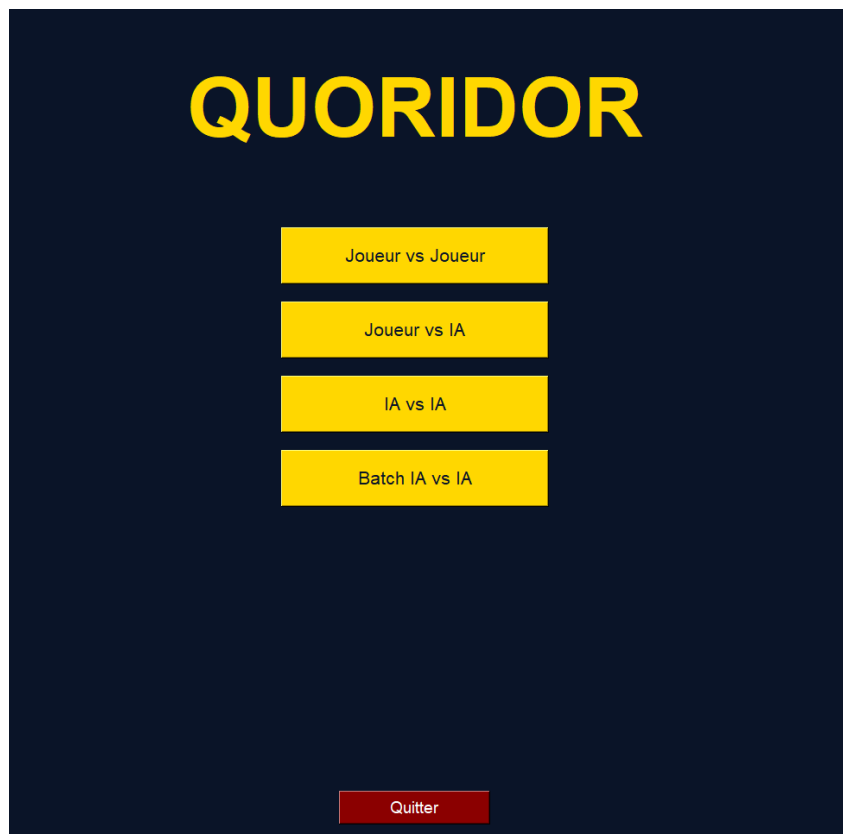 QUORIDOR
Joueur vs Joueur
Joueur vs IA
IA vs IA
Batch IA vs IA
Quitter